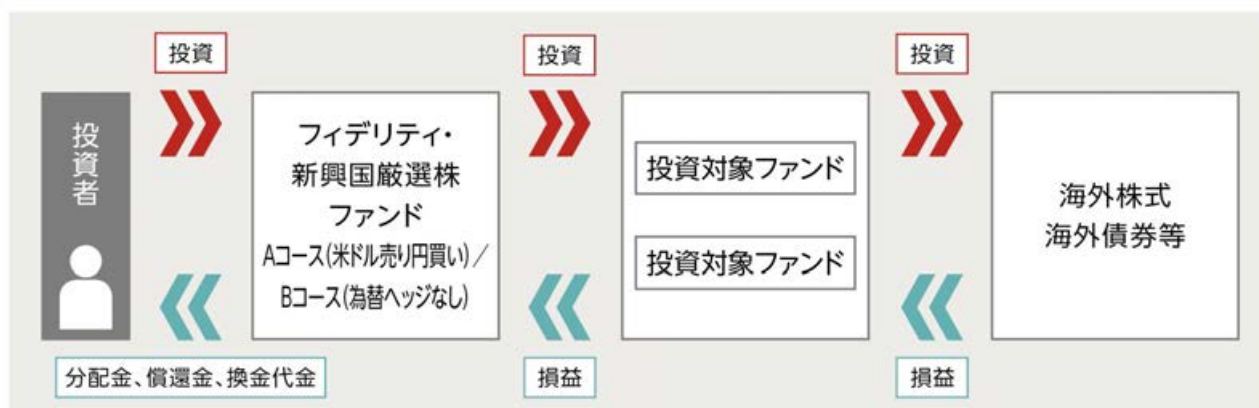 投資
投資
投資
投資者
フィデリティ・
新興国厳選株
ファンド
Aコース(米ドル売り円買い)／
Bコース(為替ヘッジなし)
投資対象ファンド
投資対象ファンド
海外株式
海外債券等
分配金、償還金、換金代金
損益
損益